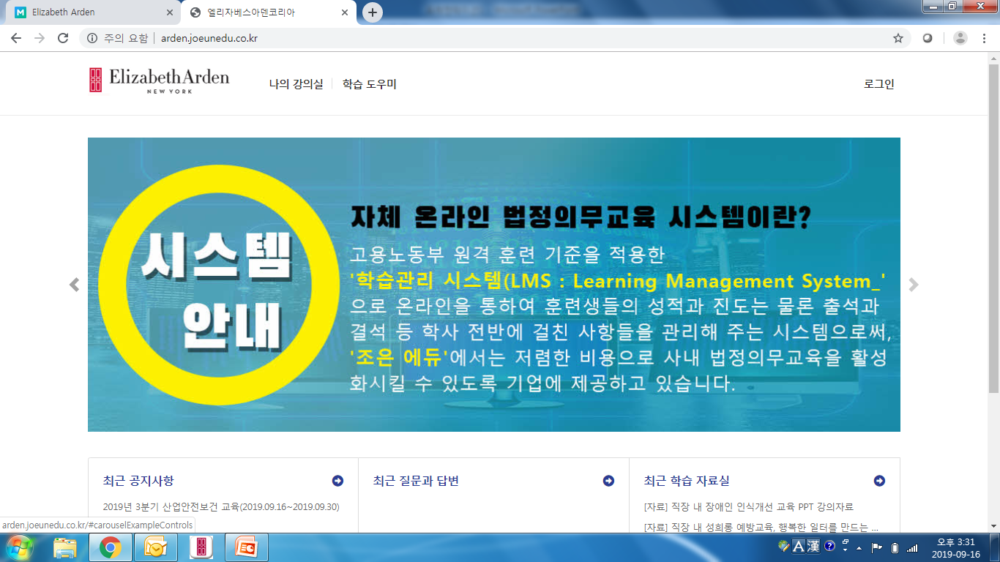 Elizabeth Arden
엘리자베스아덴코리아
주의 요함
arden.joeunedu.co.kr
ElizabethArden
NEW YORK
나의 강의실
학습 도우미
로그인
시스템
안내
자체 온라인 법정의무교육 시스템이란?
고용노동부 원격 훈련 기준을 적용한
'학습관리 시스템(LMS : Learning Management System_'
으로 온라인을 통하여 훈련생들의 성적과 진도는 물론 출석과
결석 등 학사 전반에 걸친 사항들을 관리해 주는 시스템으로써,
'조은 에듀'에서는 저렴한 비용으로 사내 법정의무교육을 활성
화시킬 수 있도록 기업에 제공하고 있습니다.
최근 공지사항
2019년 3분기 산업안전보건 교육(2019.09.16~2019.09.30)
최근 질문과 답변
최근 학습 자료실
[자료] 직장 내 장애인 인식개선 교육 PPT 강의자료
[자료] 직장 내 성희롱 예방교육, 행복한 일터를 만드는 ...
arden.joeunedu.co.kr/#carouselExampleControls
A 漢
오후 3:31
2019-09-16